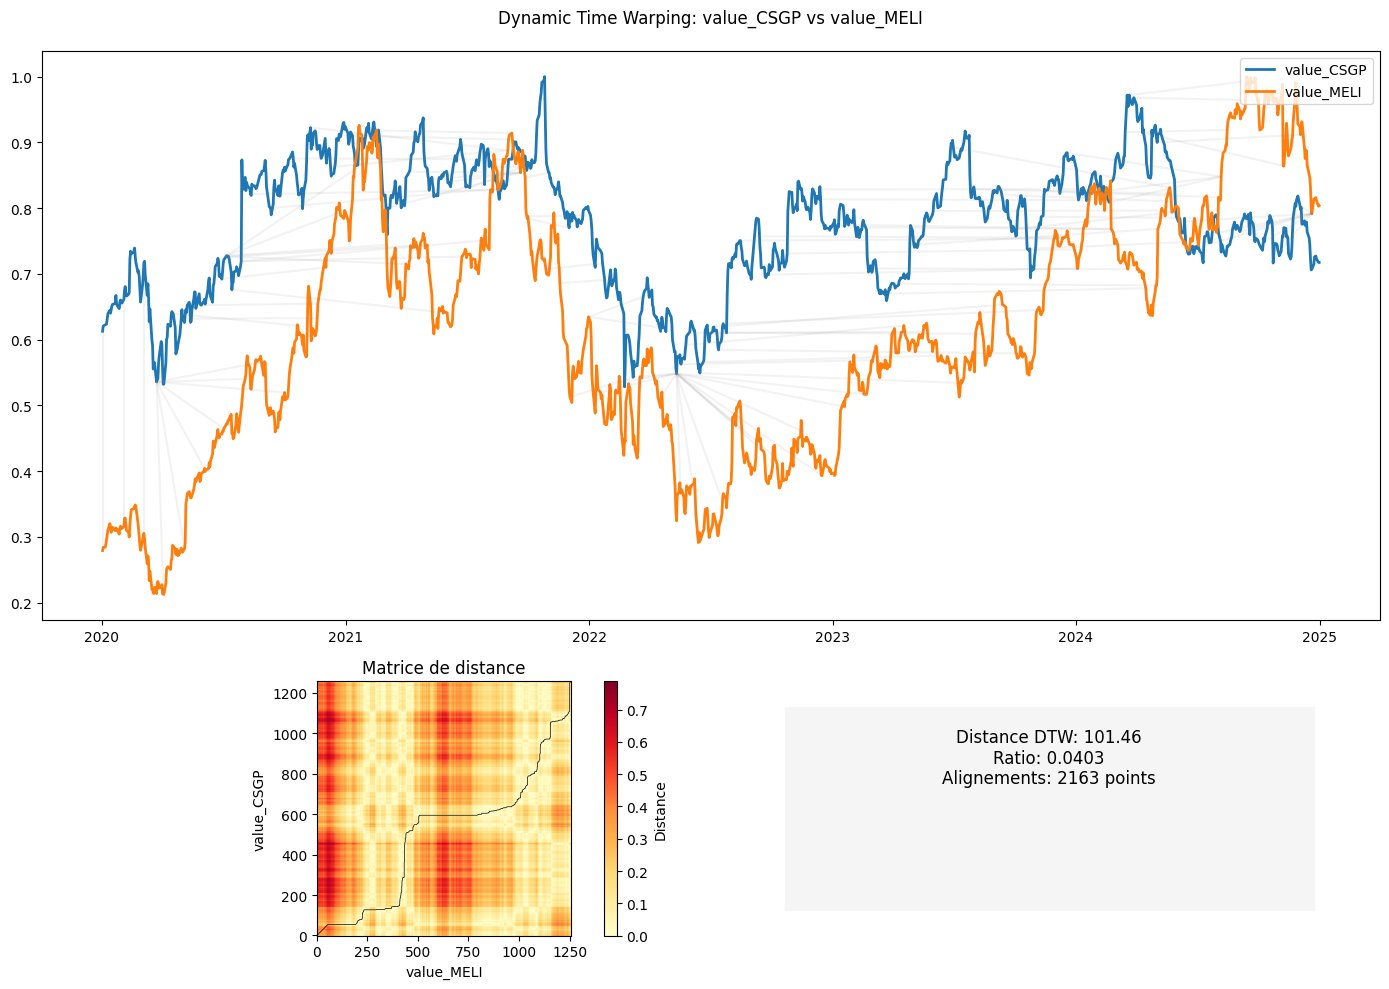 Dynamic Time Warping: value_CSGP vs value_MELI
1.0
0.9
0.8
0.7
0.6
0.5
0.4
0.3
0.2
value_CSGP
value_MELI
2020 2021 2022 2023 2024 2025
Matrice de distance
value_CSGP
1200
1000
800
600
400
200
0
0 250 500 750 1000 1250
value_MELI
0.7
0.6
0.5
0.4
0.3
0.2
0.1
0.0
Distance
Distance DTW: 101.46
Ratio: 0.0403
Alignements: 2163 points